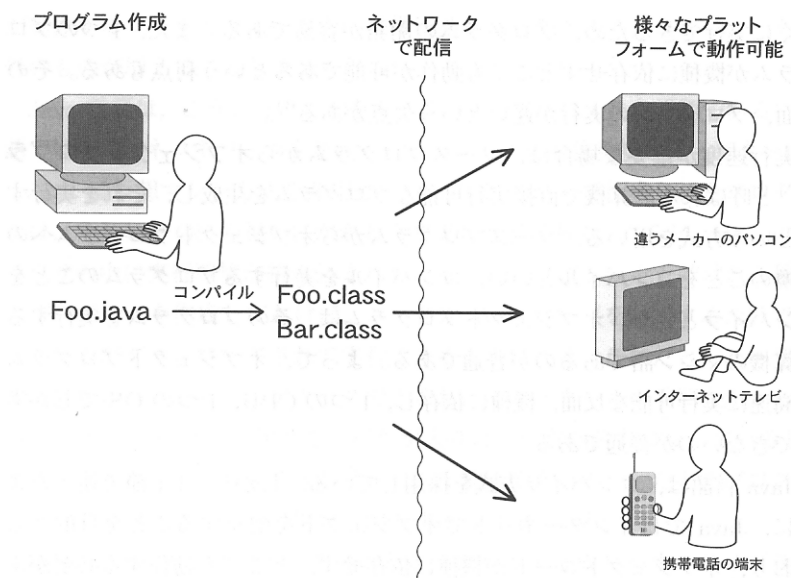 プログラム作成
ネットワーク
で配信
様々なプラット
フォームで動作可能
違うメーカーのパソコン
Foo.java
コンパイル
Foo.class
Bar.class
インターネットテレビ
携帯電話の端末